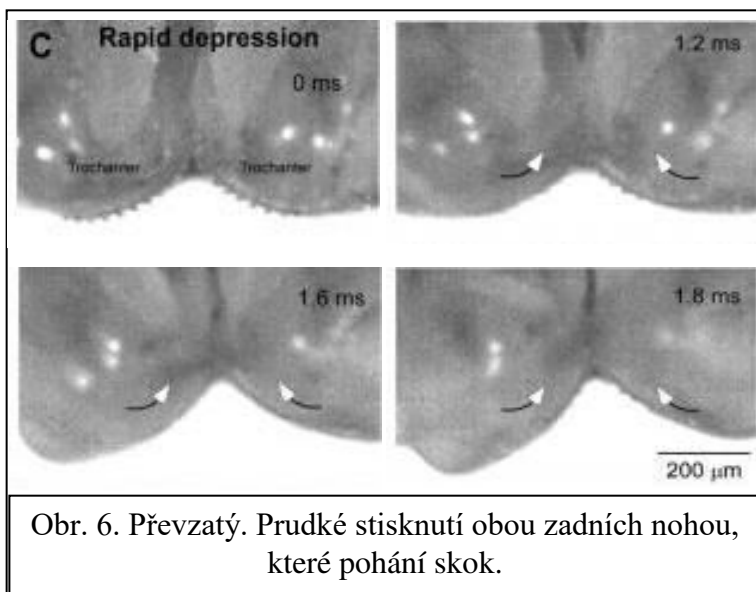 C Rapid depression
0 ms
Trochanter Trochanter
1.2 ms
1.6 ms
1.8 ms
200 μm
Obr. 6. Převzatý. Prudké stisknutí obou zadních nohou,
které pohání skok.